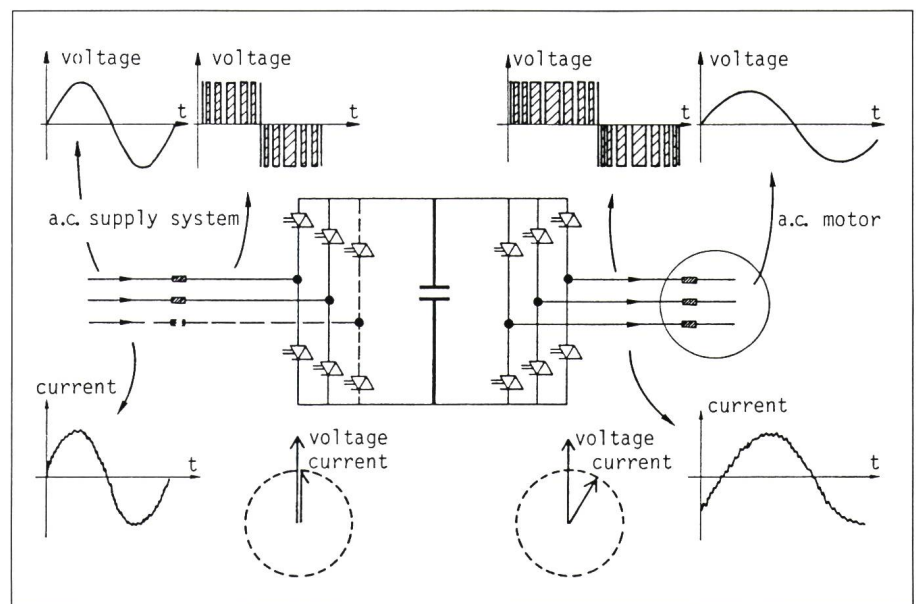 voltage
voltage
t
t
voltage
voltage
t
t
a.c. supply system
a.c. motor
current
t
voltage
current
voltage
current
current
t